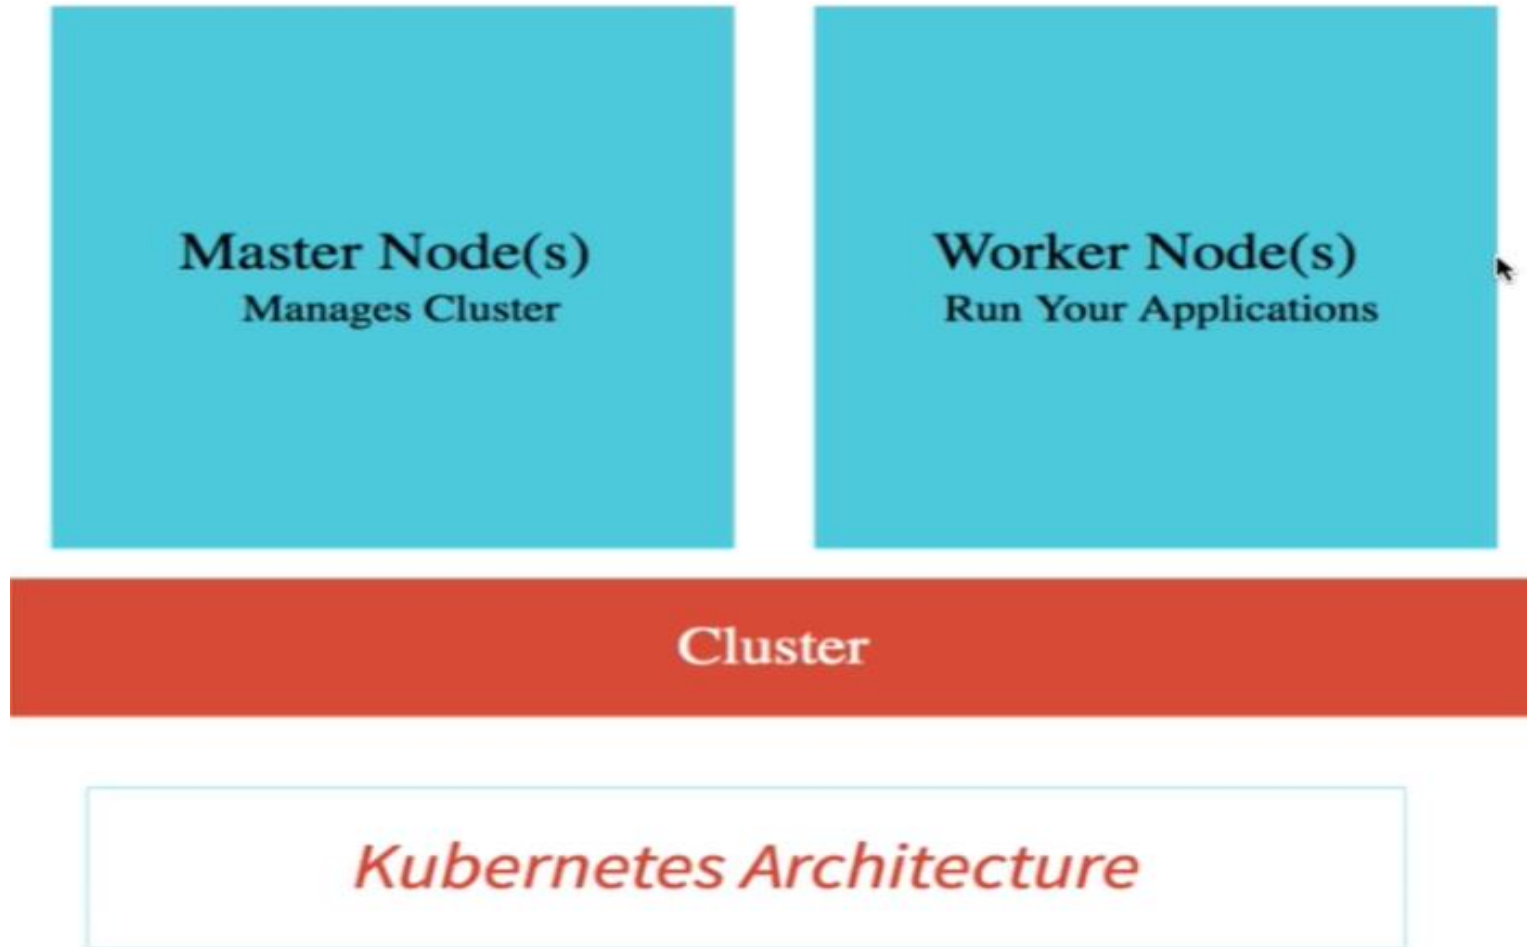 Master Node(s)
Manages Cluster
Worker Node(s)
Run Your Applications
Cluster
Kubernetes Architecture